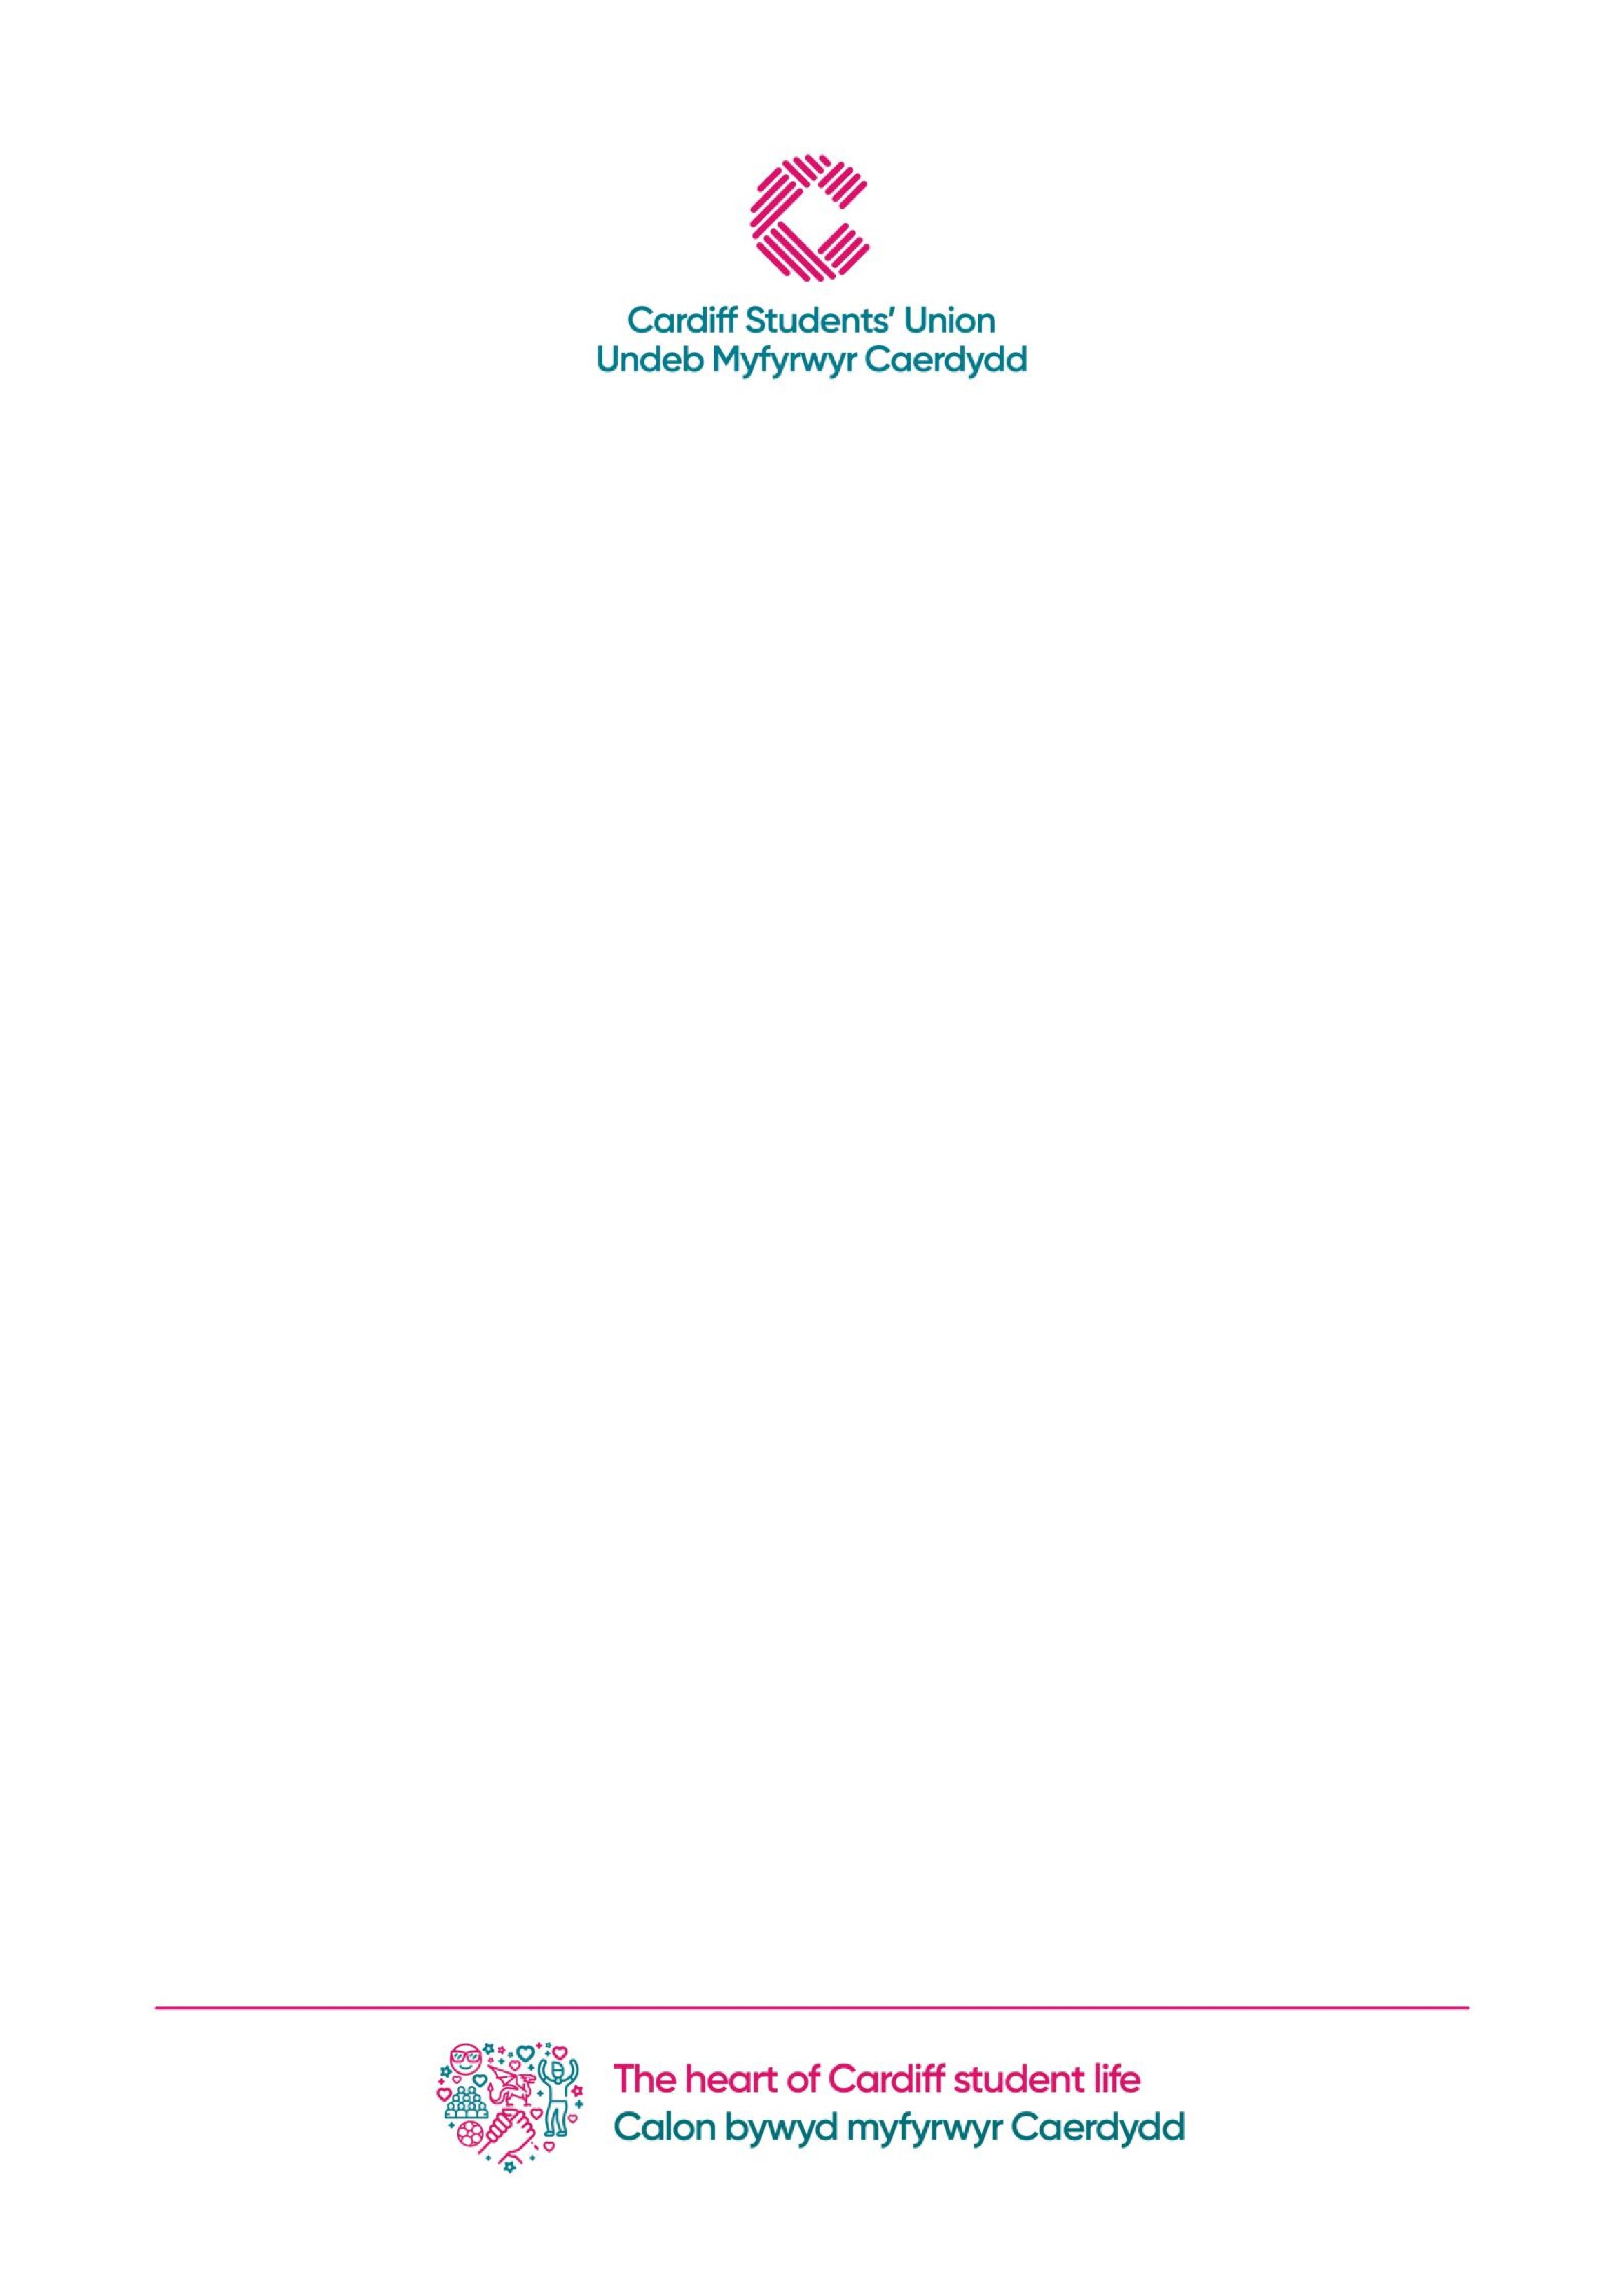 Cardiff Students' Union
Undeb Myfyrwyr Caerdydd
The heart of Cardiff student life
Calon bywyd myfyrwyr Caerdydd